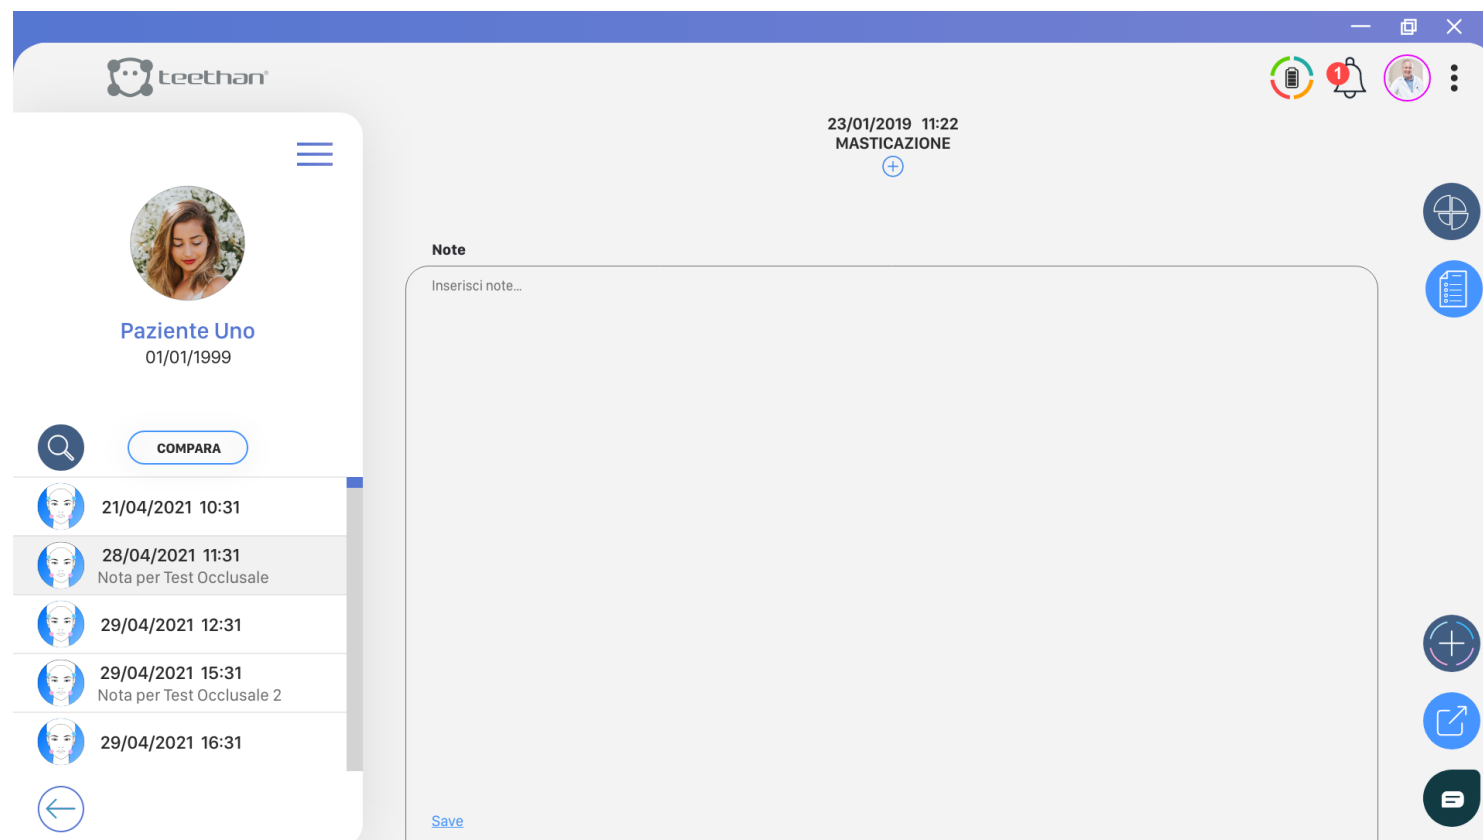 teethan
1
23/01/2019 11:22
MASTICAZIONE
Paziente Uno
01/01/1999
COMPARA
21/04/2021 10:31
28/04/2021 11:31
Nota per Test Occlusale
29/04/2021 12:31
29/04/2021 15:31
Nota per Test Occlusale 2
29/04/2021 16:31
Note
Inserisci note...
Save